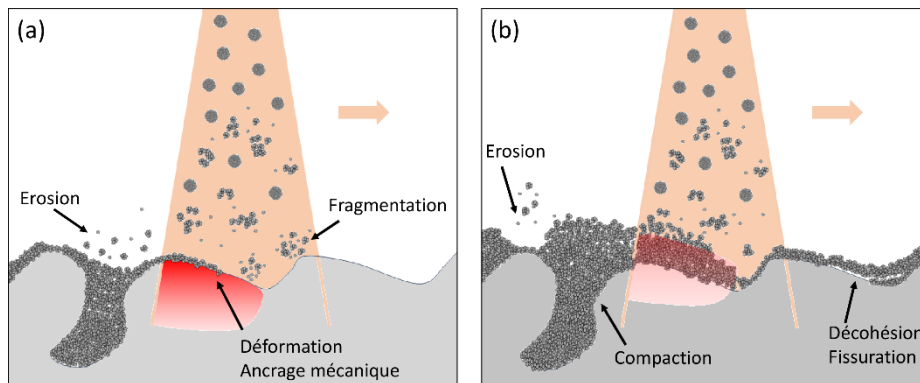 (a)
Erosion
Fragmentation
Déformation
Ancrage mécanique
(b)
Erosion
Compaction
Décohésion
Fissuration